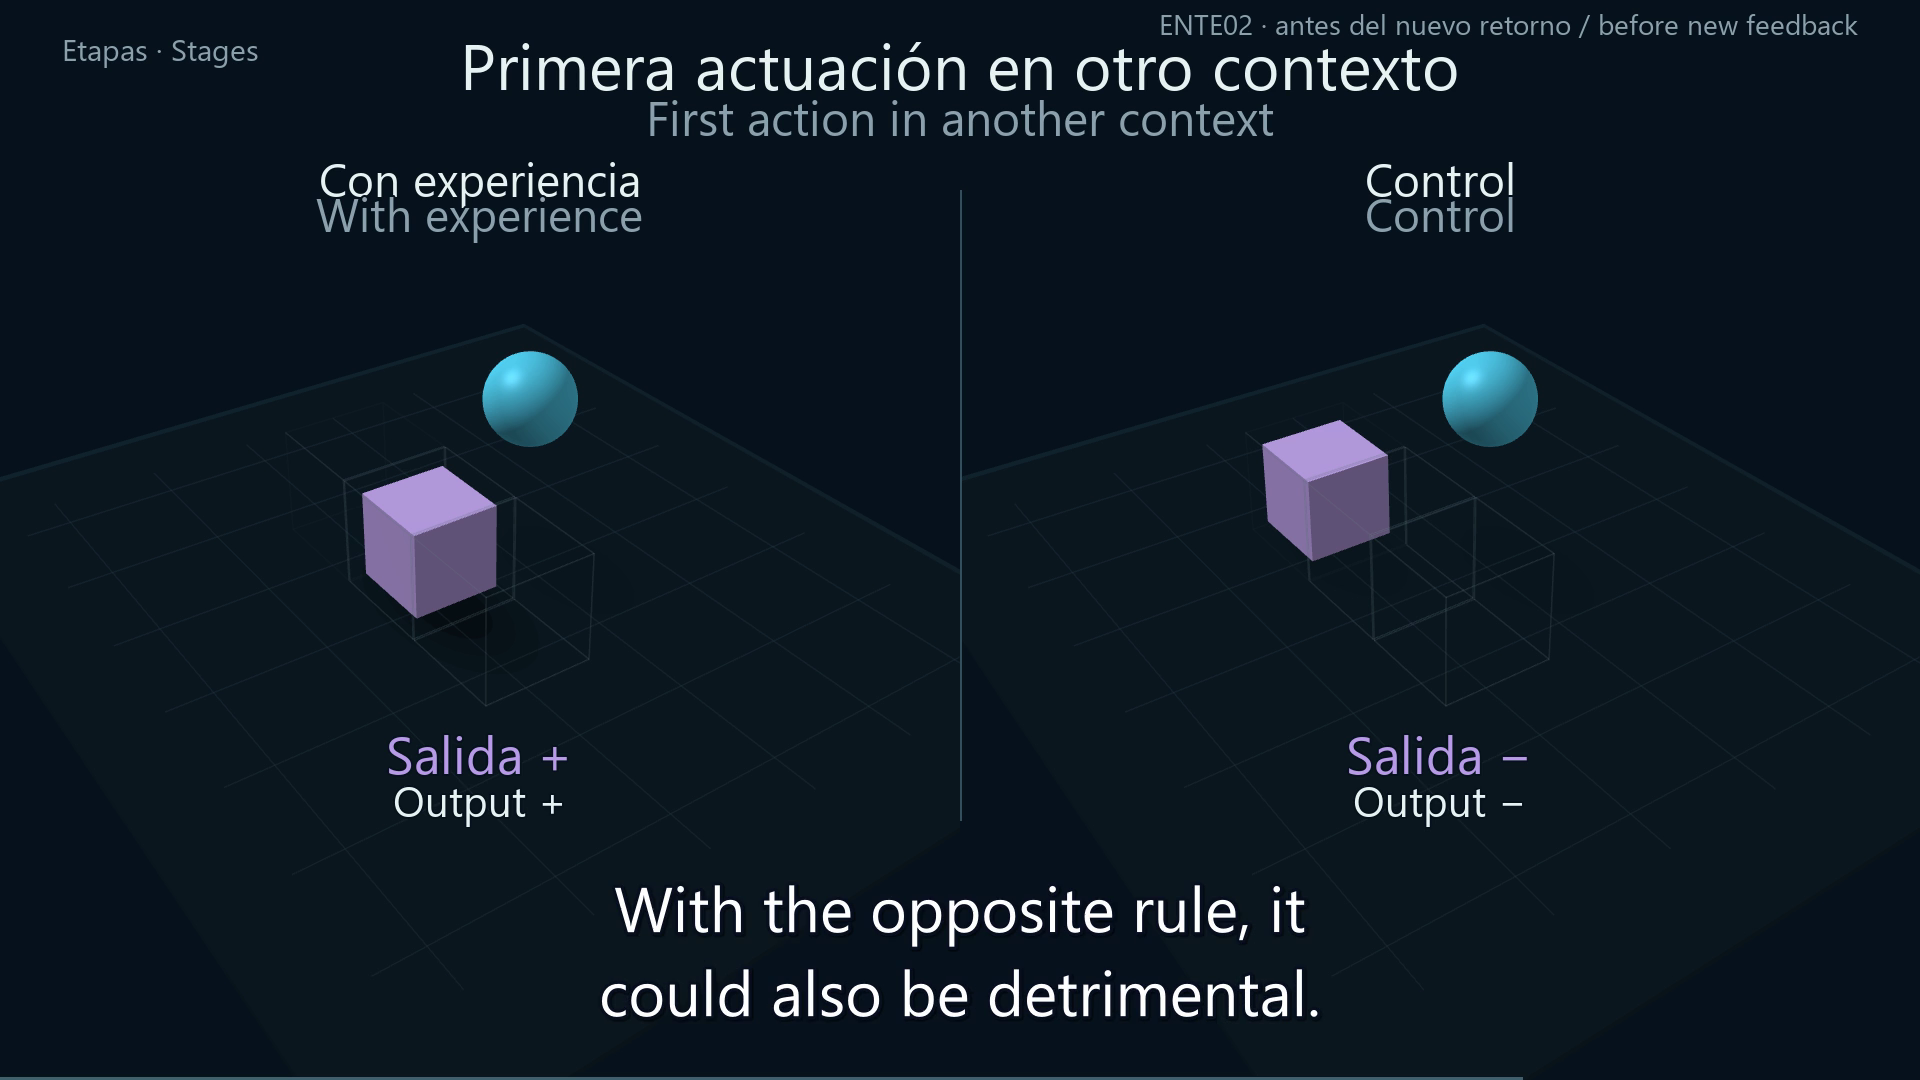 Etapas · Stages
ENTE02 · antes del nuevo retorno / before new feedback
Primera actuación en otro contexto
First action in another context
Con experiencia
With experience
Control
Control
Salida +
Output +
Salida −
Output −
With the opposite rule, it
could also be detrimental.